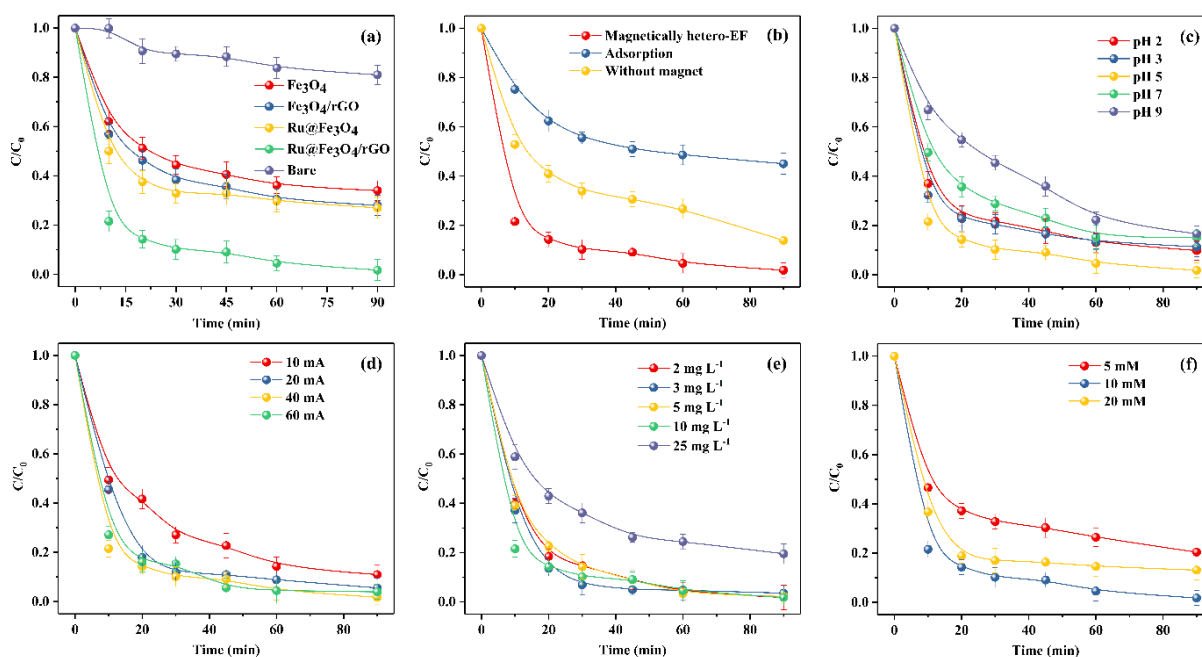 (a)
Fe₃O₄
Fe₃O₄/rGO
Ru@Fe₃O₄
Ru@Fe₃O₄/rGO
Bare
C/C₀
1.0
0.8
0.6
0.4
0.2
0.0
0 15 30 45 60 75 90
Time (min)
(b)
Magnetically hetero-EF
Adsorption
Without magnet
C/C₀
1.0
0.8
0.6
0.4
0.2
0.0
0 20 40 60 80
Time (min)
(c)
pH 2
pH 3
pH 5
pH 7
pH 9
C/C₀
1.0
0.8
0.6
0.4
0.2
0.0
0 20 40 60 80
Time (min)
(d)
10 mA
20 mA
40 mA
60 mA
C/C₀
1.0
0.8
0.6
0.4
0.2
0.0
0 20 40 60 80
Time (min)
(e)
2 mg L⁻¹
3 mg L⁻¹
5 mg L⁻¹
10 mg L⁻¹
25 mg L⁻¹
C/C₀
1.0
0.8
0.6
0.4
0.2
0.0
0 20 40 60 80
Time (min)
(f)
5 mM
10 mM
20 mM
C/C₀
1.0
0.8
0.6
0.4
0.2
0.0
0 20 40 60 80
Time (min)